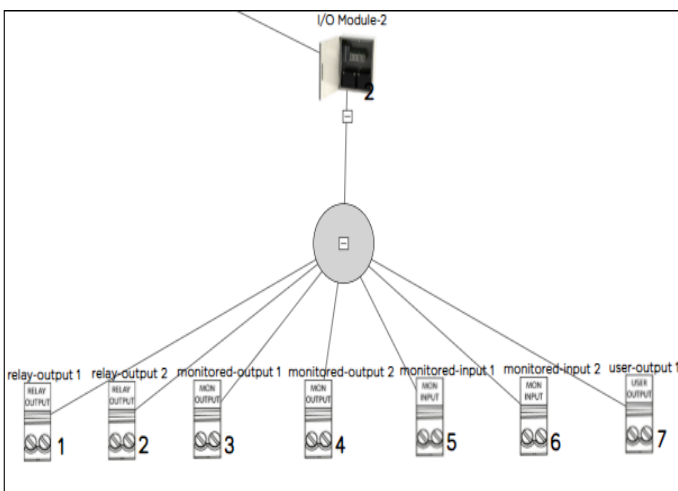 I/O Module-2
2
relay-output 1
relay-output 2
monitored-output 1
monitored-output 2
monitored-input 1
monitored-input 2
user-output 1
RELAY
OUTPUT
RELAY
OUTPUT
MON
OUTPUT
MON
OUTPUT
MON
INPUT
MON
INPUT
USER
OUTPUT
1
2
3
4
5
6
7